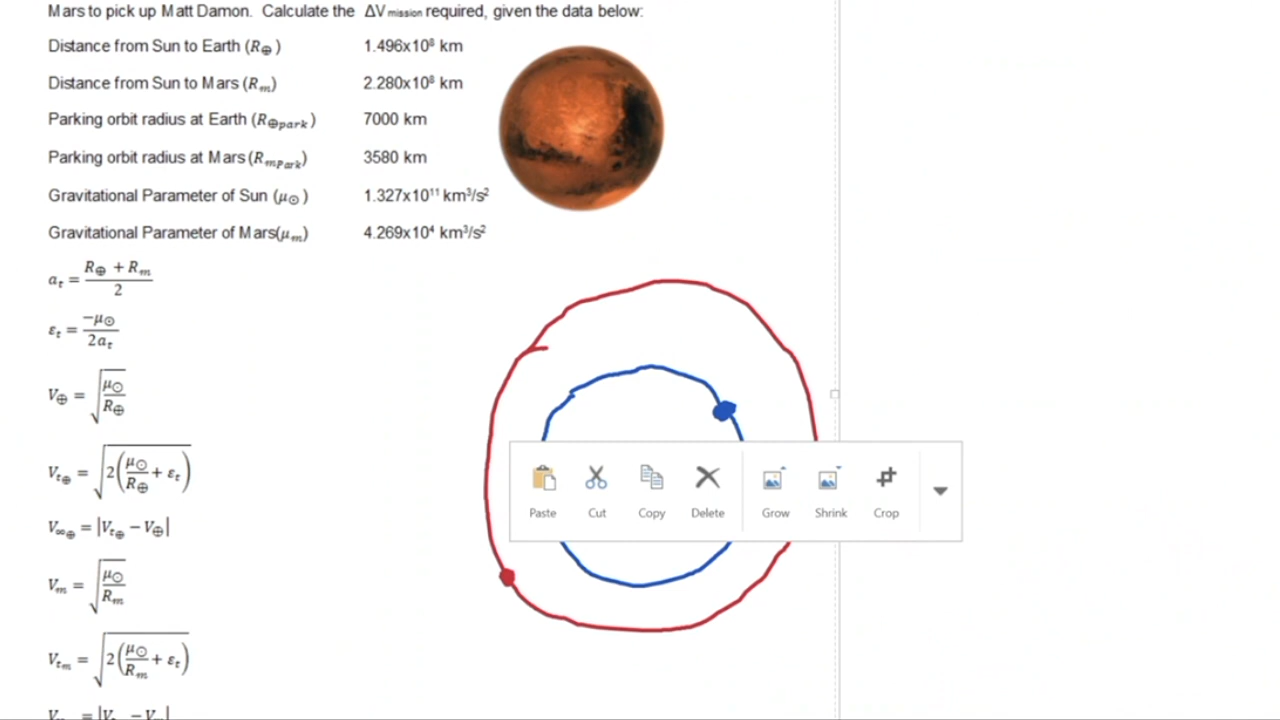 Mars to pick up Matt Damon. Calculate the ΔV mission required, given the data below:
Distance from Sun to Earth (R⊕) 1.496x10⁸ km
Distance from Sun to Mars (Rₘ) 2.280x10⁸ km
Parking orbit radius at Earth (R⊕park) 7000 km
Parking orbit radius at Mars (RmPark) 3580 km
Gravitational Parameter of Sun (μ⊙) 1.327x10¹¹ km³/s²
Gravitational Parameter of Mars(μₘ) 4.269x10⁴ km³/s²
aₜ = (R⊕ + Rₘ)/2
εₜ = −μ⊙/2aₜ
V⊕ = √(μ⊙/R⊕)
Vₜ⊕ = √(2(μ⊙/R⊕ + εₜ))
V∞⊕ = |Vₜ⊕ − V⊕|
Vₘ = √(μ⊙/Rₘ)
Vₜₘ = √(2(μ⊙/Rₘ + εₜ))
Paste Cut Copy Delete Grow Shrink Crop